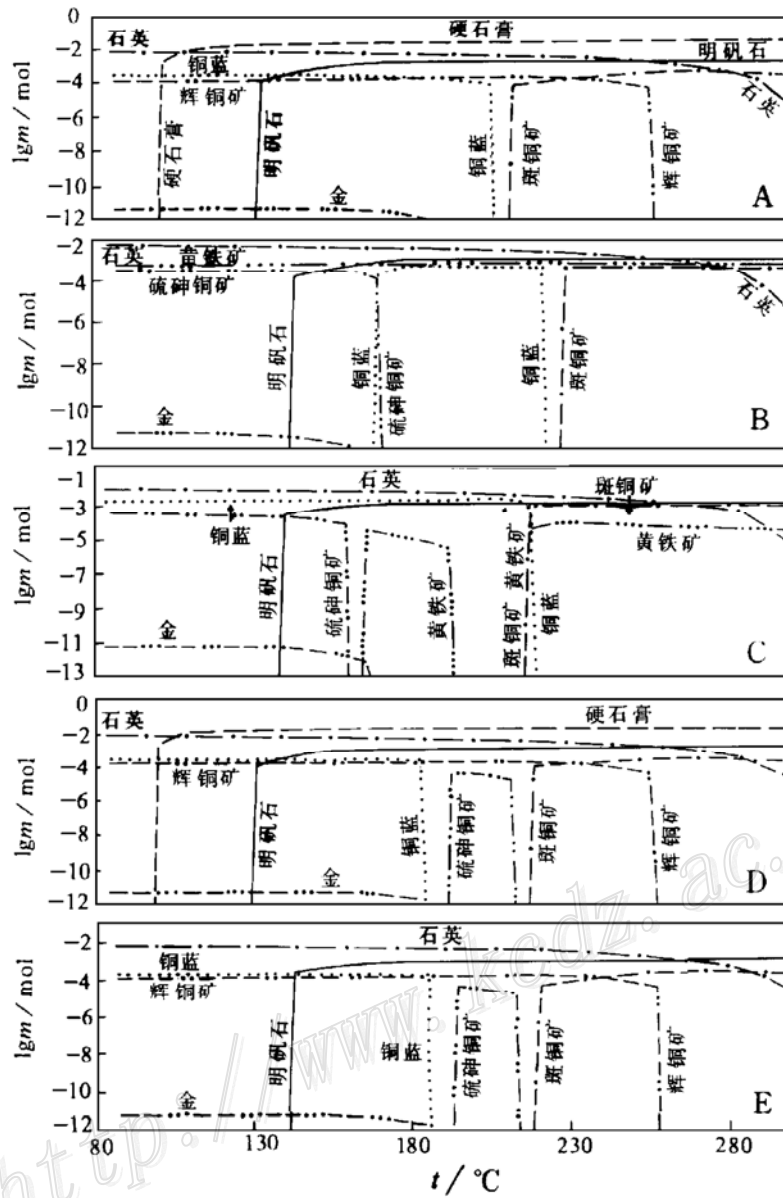 0
石英
硬石膏
-2
明矾石
铜蓝
-4
辉铜矿
石英
lgm / mol
-6
硬石膏
明矾石
铜蓝
斑铜矿
辉铜矿
-8
-10
金
A
-12
-2
石英
黄铁矿
硫砷铜矿
-4
石英
lgm / mol
-6
明矾石
铜蓝
硫砷铜矿
铜蓝
斑铜矿
-8
-10
金
B
-12
-1
石英
斑铜矿
-3
铜蓝
-5
黄铁矿
lgm / mol
-7
明矾石
硫砷铜矿
黄铁矿
斑铜矿
黄铁矿
铜蓝
-9
-11
金
C
-13
0
石英
硬石膏
-2
-4
辉铜矿
lgm / mol
-6
明矾石
铜蓝
硫砷铜矿
斑铜矿
辉铜矿
-8
-10
金
D
-12
石英
-2
铜蓝
-4
辉铜矿
lgm / mol
-6
明矾石
铜蓝
硫砷铜矿
斑铜矿
辉铜矿
-8
-10
金
E
-12
80
130
180
230
280
t / °C
http://www.kcdz.ac.